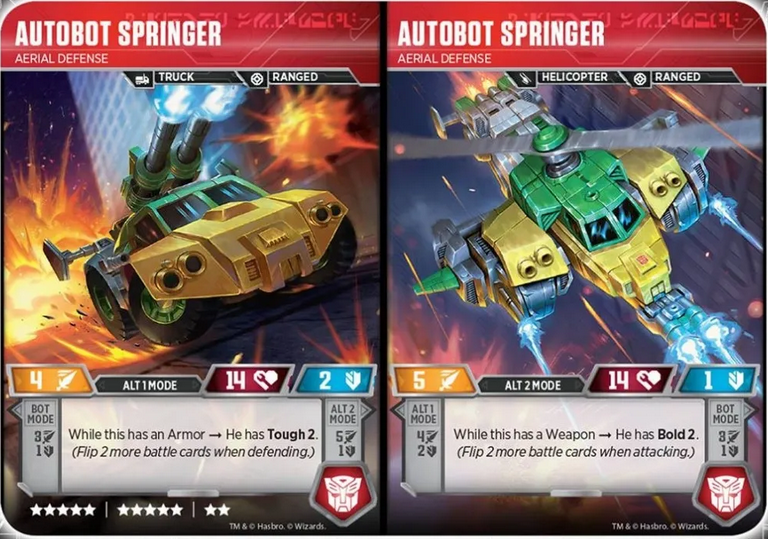 AUTOBOT SPRINGER
AERIAL DEFENSE
TRUCK
RANGED
4
ALT 1 MODE
14
2
BOT
MODE
3
1
While this has an Armor → He has Tough 2.
(Flip 2 more battle cards when defending.)
ALT 2
MODE
5
1
★★★★★ | ★★★★★ | ★★
TM & © Hasbro. © Wizards.
AUTOBOT SPRINGER
AERIAL DEFENSE
HELICOPTER
RANGED
5
ALT 2 MODE
14
1
ALT 1
MODE
4
2
While this has a Weapon → He has Bold 2.
(Flip 2 more battle cards when attacking.)
BOT
MODE
3
1
TM & © Hasbro. © Wizards.